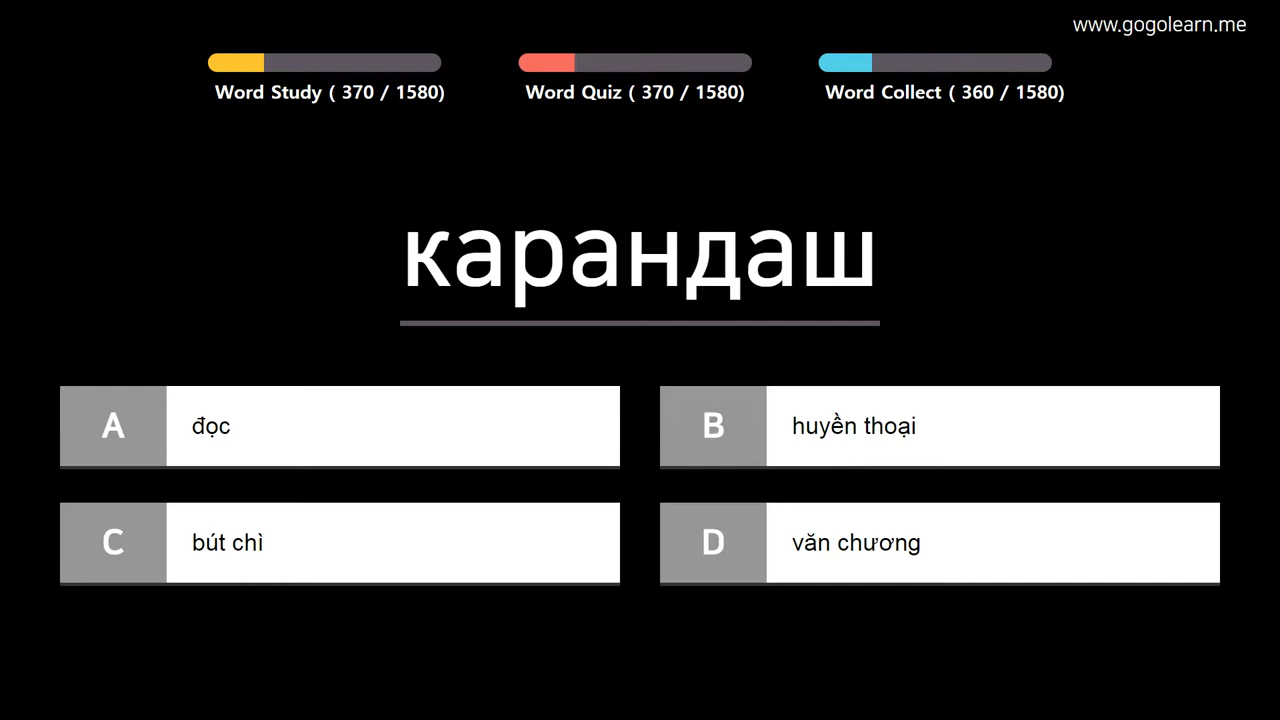 www.gogolearn.me
Word Study ( 370 / 1580)
Word Quiz ( 370 / 1580)
Word Collect ( 360 / 1580)
карандаш
A đọc
B huyền thoại
C bút chì
D văn chương